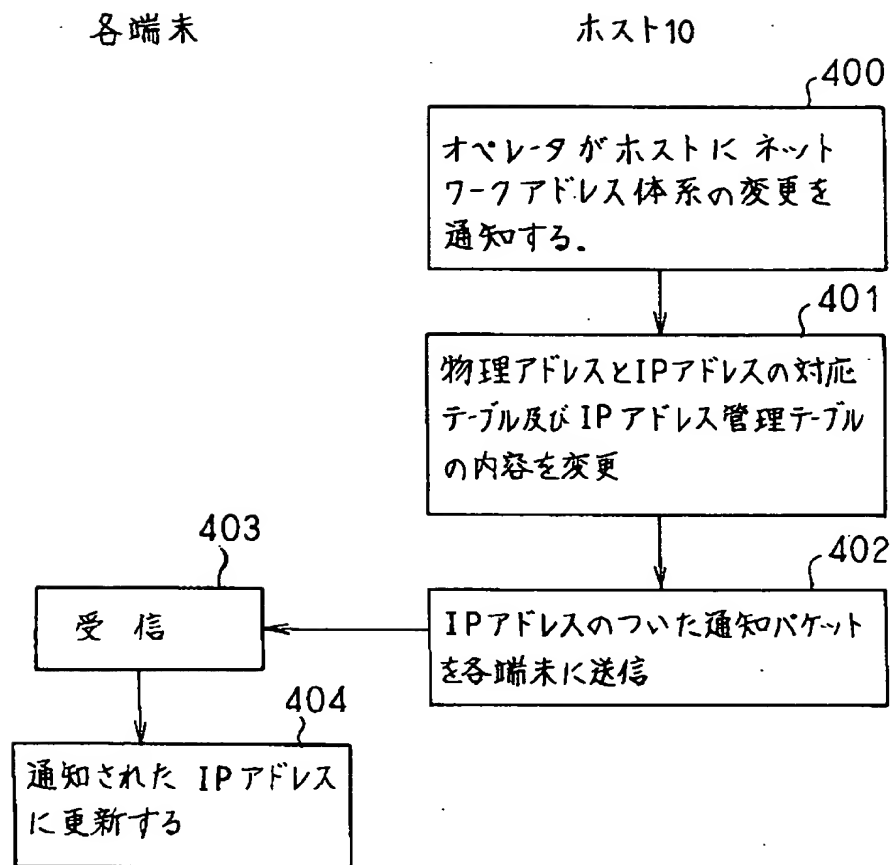 各端末
ホスト10
400
オペレータがホストに ネット
ワークアドレス体系の変更を
通知する.
401
物理アドレスとIPアドレスの対応
テーブル及びIPアドレス管理テーブル
の内容を変更
403
402
受 信
IPアドレスのついた通知パケット
を各端末に送信
404
通知された IPアドレス
に更新する